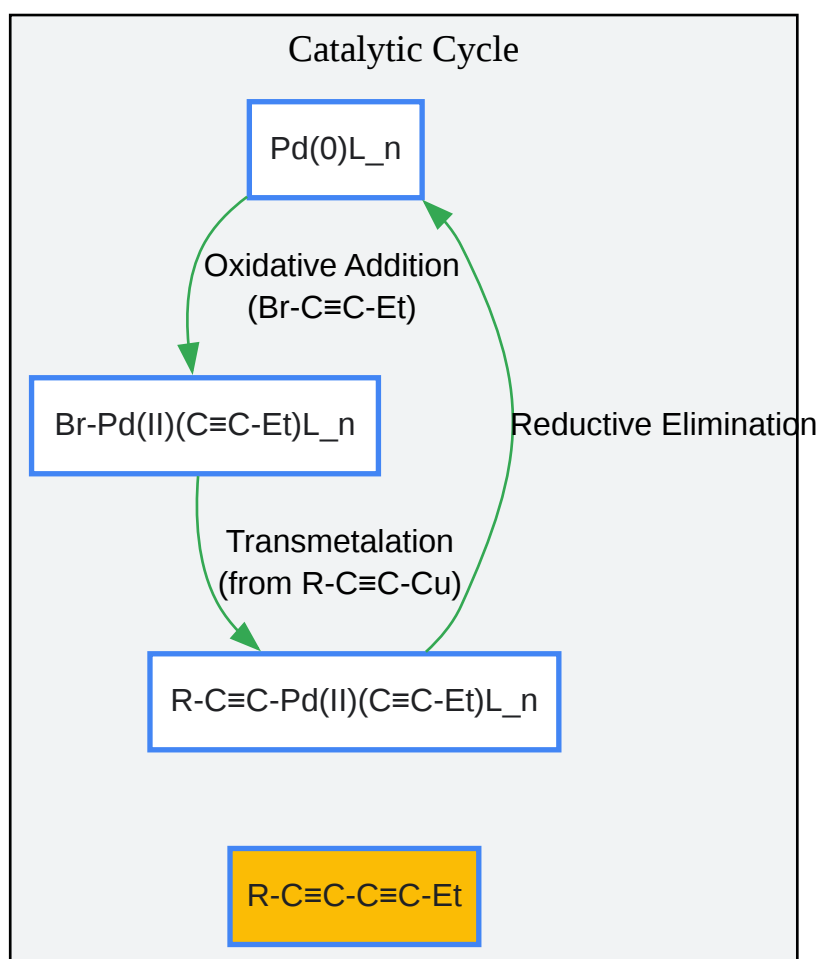 Catalytic Cycle
Pd(0)L_n
Oxidative Addition
(Br-C≡C-Et)
Br-Pd(II)(C≡C-Et)L_n
Reductive Elimination
Transmetalation
(from R-C≡C-Cu)
R-C≡C-Pd(II)(C≡C-Et)L_n
R-C≡C-C≡C-Et